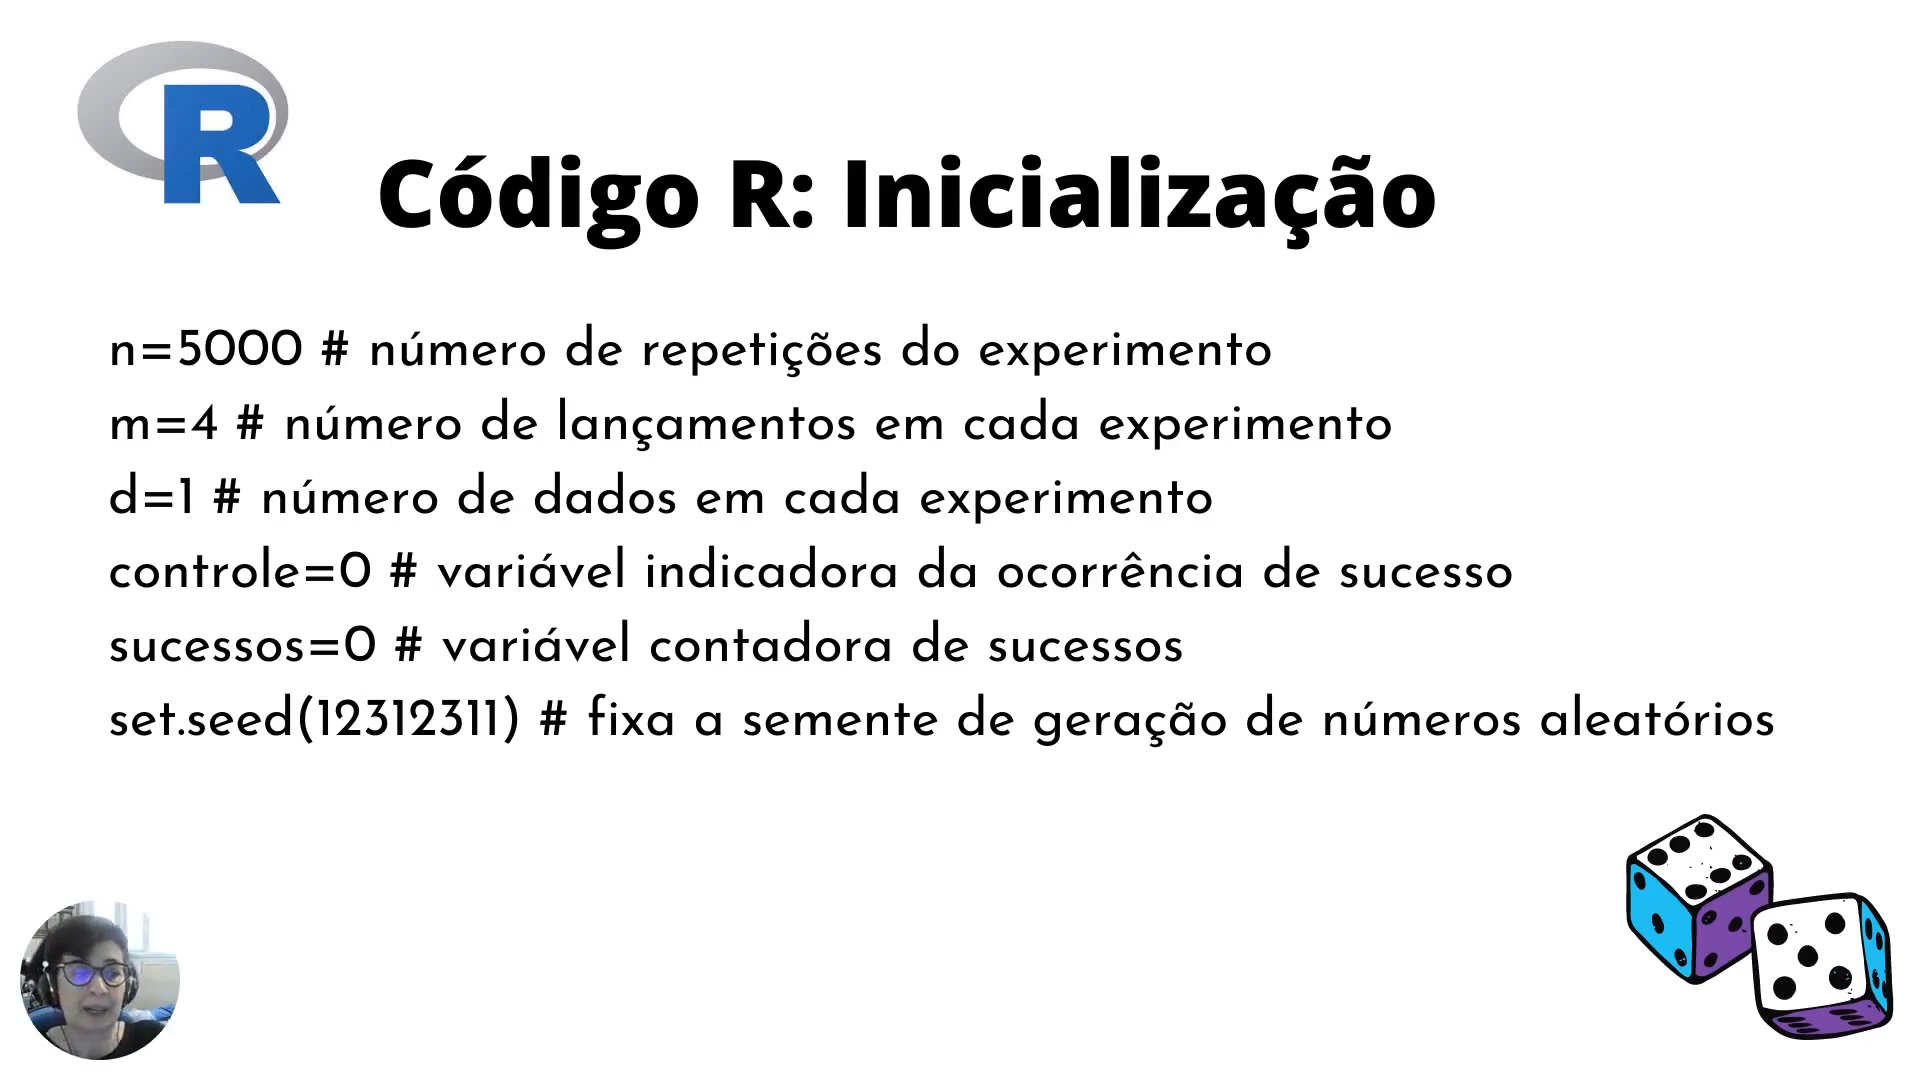 R
Código R: Inicialização
n=5000 # número de repetições do experimento
m=4 # número de lançamentos em cada experimento
d=1 # número de dados em cada experimento
controle=0 # variável indicadora da ocorrência de sucesso
sucessos=0 # variável contadora de sucessos
set.seed(12312311) # fixa a semente de geração de números aleatórios